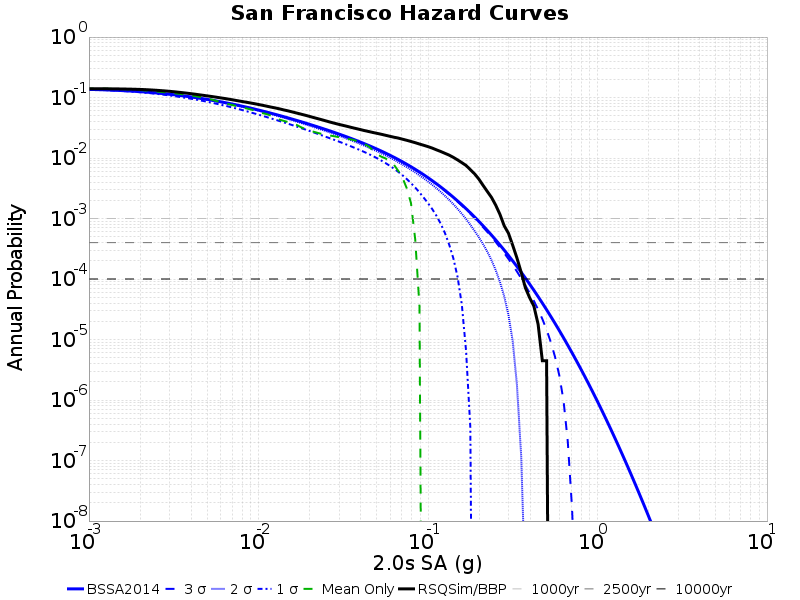 San Francisco Hazard Curves
Annual Probability
10^0
10^-1
10^-2
10^-3
10^-4
10^-5
10^-6
10^-7
10^-8
10^-3 10^-2 10^-1 10^0 10^1
2.0s SA (g)
BSSA2014 3 σ 2 σ 1 σ Mean Only RSQSim/BBP 1000yr 2500yr 10000yr